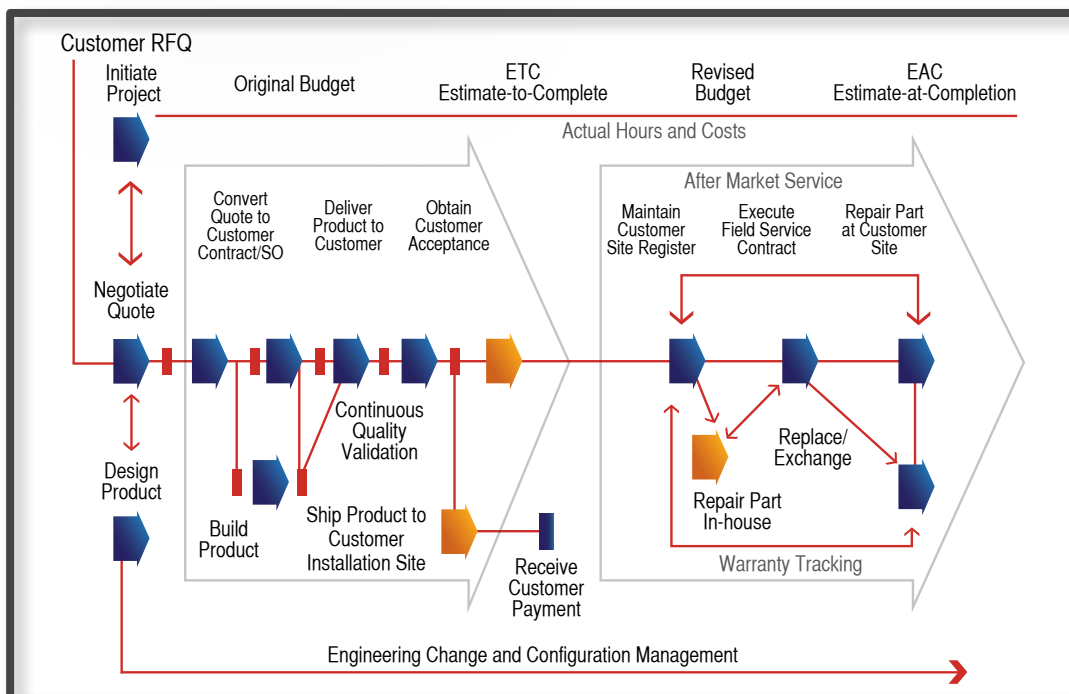 Customer RFQ
Initiate
Project
Original Budget
ETC
Estimate-to-Complete
Revised
Budget
EAC
Estimate-at-Completion
Actual Hours and Costs
After Market Service
Convert
Quote to
Customer
Contract/SO
Deliver
Product to
Customer
Obtain
Customer
Acceptance
Maintain
Customer
Site Register
Execute
Field Service
Contract
Repair Part
at Customer
Site
Negotiate
Quote
Continuous
Quality
Validation
Replace/
Exchange
Design
Product
Build
Product
Ship Product to
Customer
Installation Site
Repair Part
In-house
Receive
Customer
Payment
Warranty Tracking
Engineering Change and Configuration Management